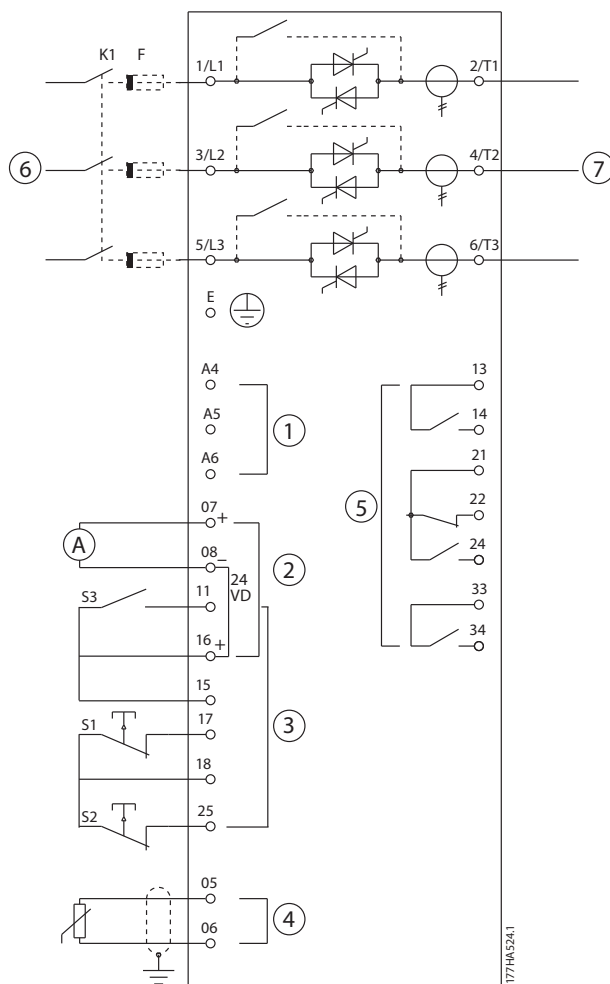 K1 F
1/L1 2/T1
6 3/L2 4/T2 7
5/L3 6/T3
E
A4 13
A5 1 14
A6 21
5
07 + 22
A
08 – 2 24
24
VD
S3 11 33
16 + 34
15
3
S1 17
18
S2 25
05
4
06
177HA524.1